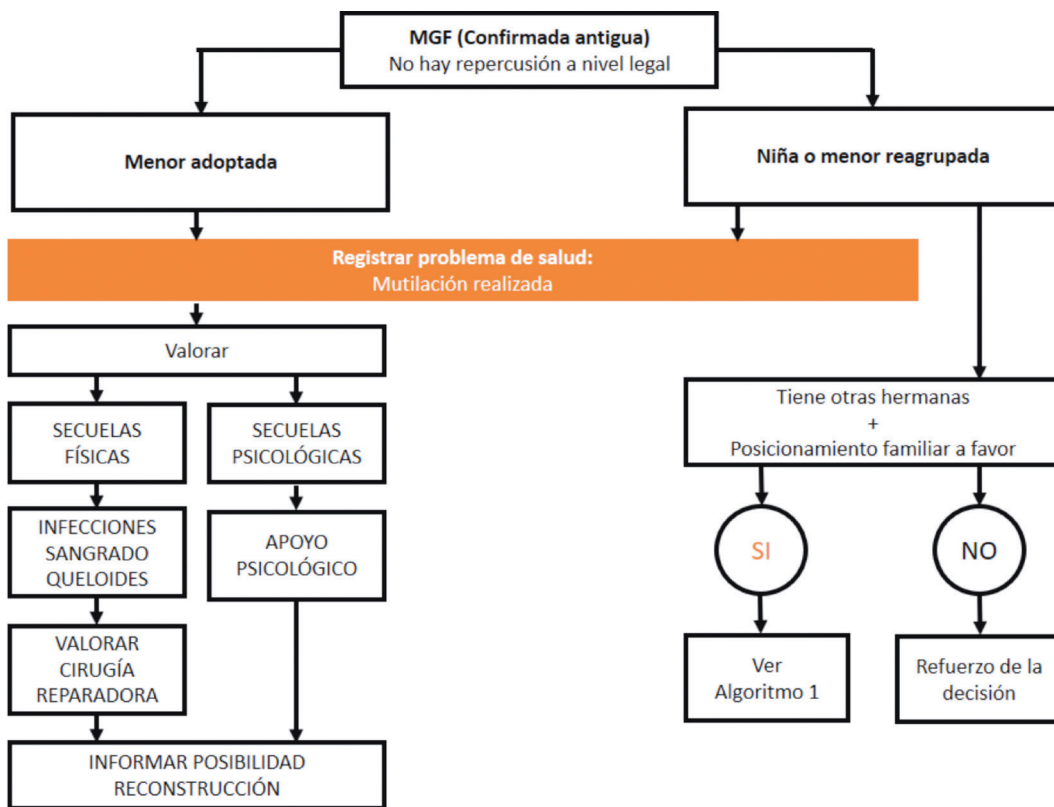 MGF (Confirmada antigua)
No hay repercusión a nivel legal
Menor adoptada
Niña o menor reagrupada
Registrar problema de salud:
Mutilación realizada
Valorar
SECUELAS
FÍSICAS
SECUELAS
PSICOLÓGICAS
INFECCIONES
SANGRADO
QUELOIDES
APOYO
PSICOLÓGICO
VALORAR
CIRUGÍA
REPARADORA
INFORMAR POSIBILIDAD
RECONSTRUCCIÓN
Tiene otras hermanas
+
Posicionamiento familiar a favor
SI
NO
Ver
Algoritmo 1
Refuerzo de la
decisión